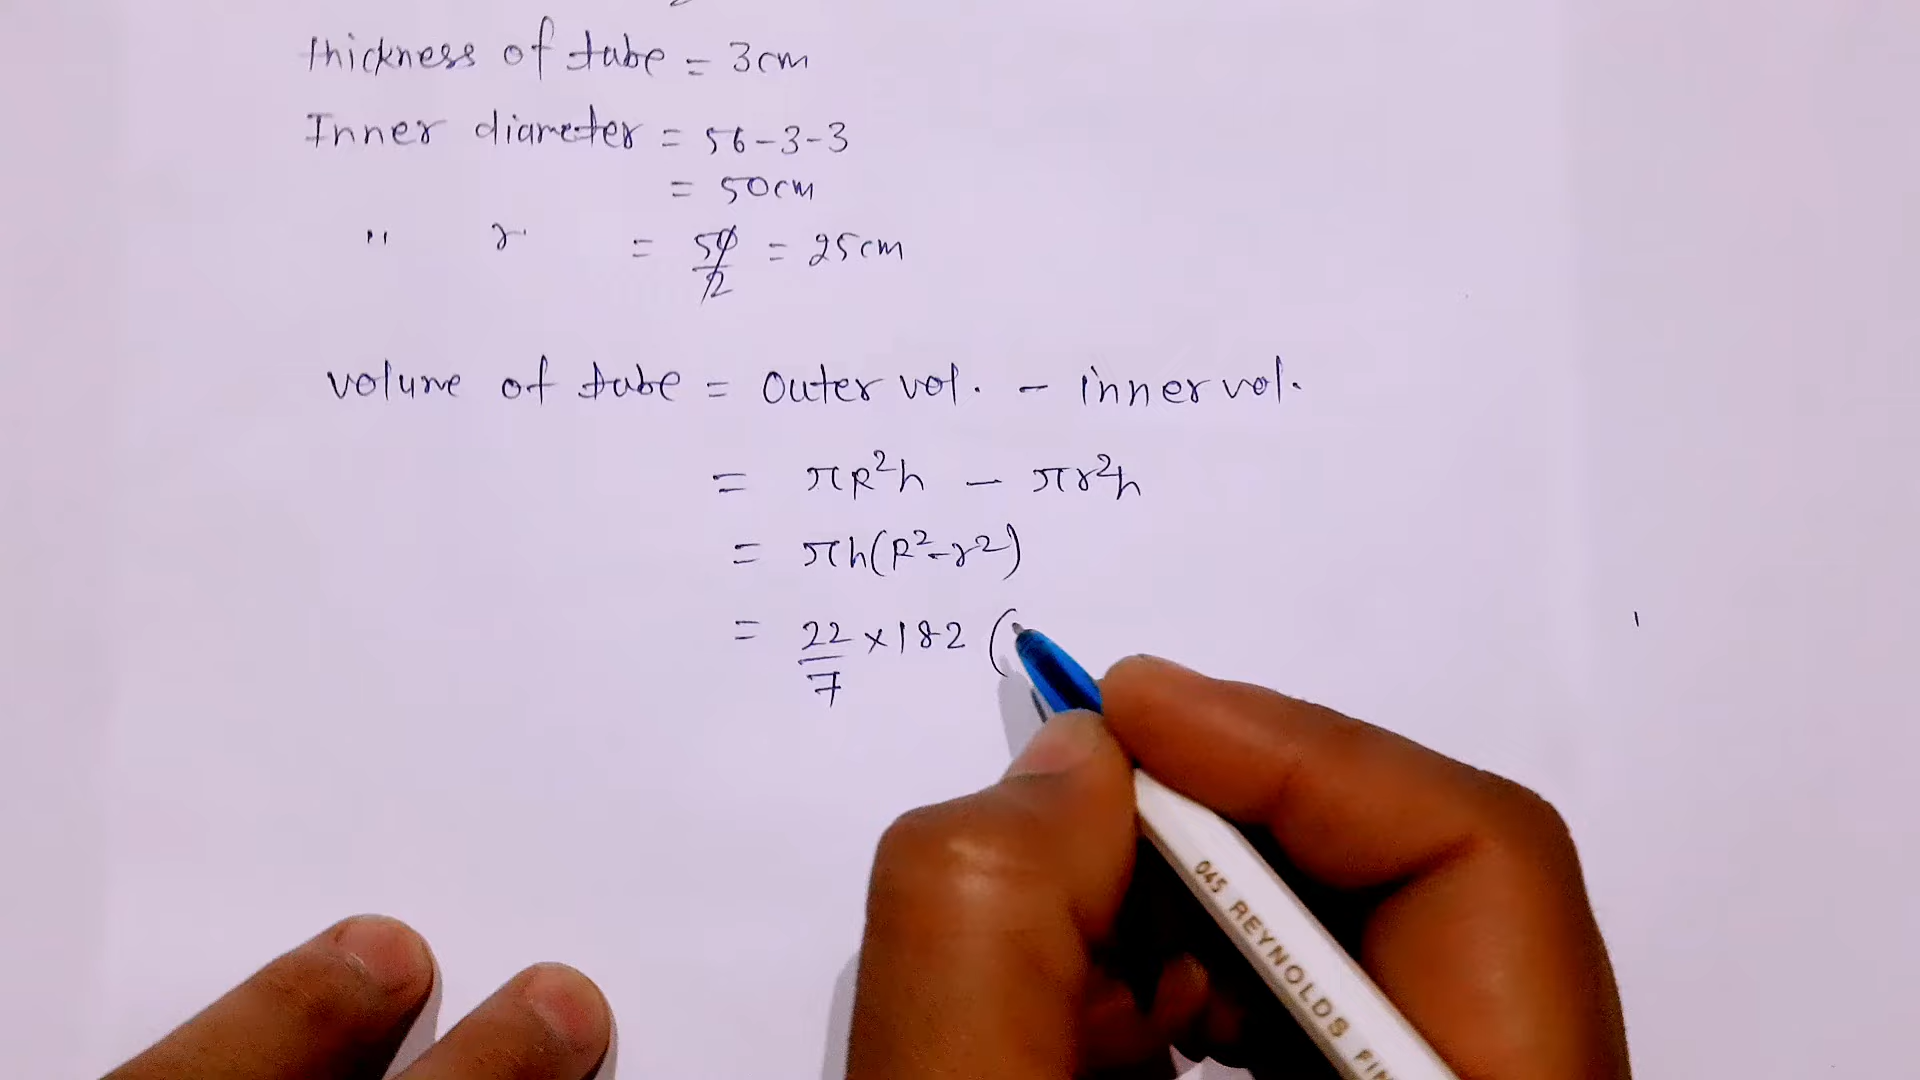 thickness of tube = 3cm
Inner diameter = 56-3-3
= 50cm
" r = 50/2 = 25cm
volume of tube = outer vol. - inner vol.
= πR²h - πr²h
= πh(R²-r²)
= 22/7 × 182 (
045 REYNOLDS FIN